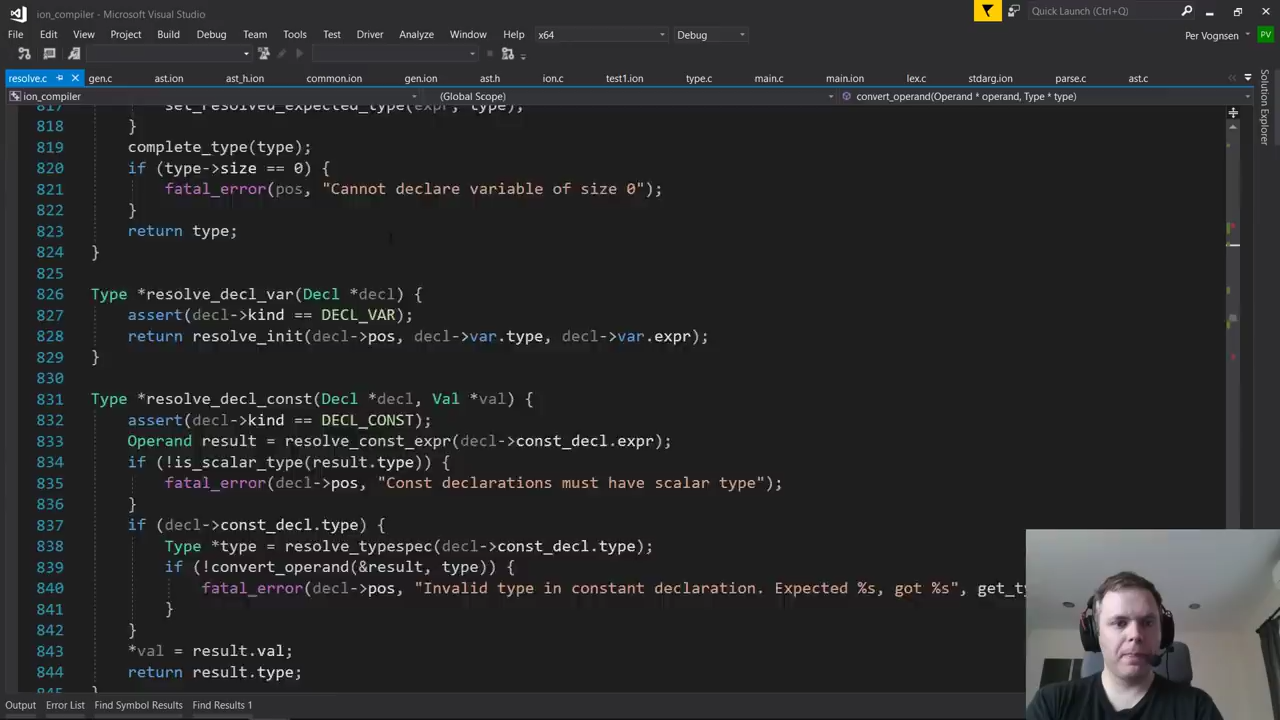 ion_compiler - Microsoft Visual Studio
Quick Launch (Ctrl+Q)
File Edit View Project Build Debug Team Tools Test Driver Analyze Window Help x64 Debug
Per Vognsen PV
resolve.c gen.c ast.ion ast_h.ion common.ion gen.ion ast.h ion.c test1.ion type.c main.c main.ion lex.c stdarg.ion parse.c ast.c
ion_compiler (Global Scope) convert_operand(Operand * operand, Type * type)
Solution Explorer
817 set_resolved_expected_type(expr, type);
818 }
819 complete_type(type);
820 if (type->size == 0) {
821 fatal_error(pos, "Cannot declare variable of size 0");
822 }
823 return type;
824 }
825
826 Type *resolve_decl_var(Decl *decl) {
827 assert(decl->kind == DECL_VAR);
828 return resolve_init(decl->pos, decl->var.type, decl->var.expr);
829 }
830
831 Type *resolve_decl_const(Decl *decl, Val *val) {
832 assert(decl->kind == DECL_CONST);
833 Operand result = resolve_const_expr(decl->const_decl.expr);
834 if (!is_scalar_type(result.type)) {
835 fatal_error(decl->pos, "Const declarations must have scalar type");
836 }
837 if (decl->const_decl.type) {
838 Type *type = resolve_typespec(decl->const_decl.type);
839 if (!convert_operand(&result, type)) {
840 fatal_error(decl->pos, "Invalid type in constant declaration. Expected %s, got %s", get_ty
841 }
842 }
843 *val = result.val;
844 return result.type;
845 }
Output Error List Find Symbol Results Find Results 1